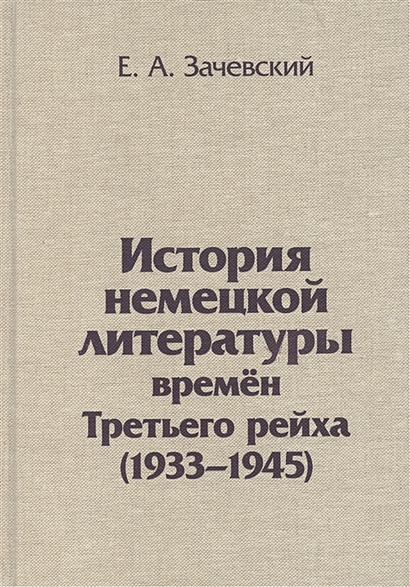 Е. А. Зачевский
История
немецкой
литературы
времён
Третьего рейха
(1933–1945)